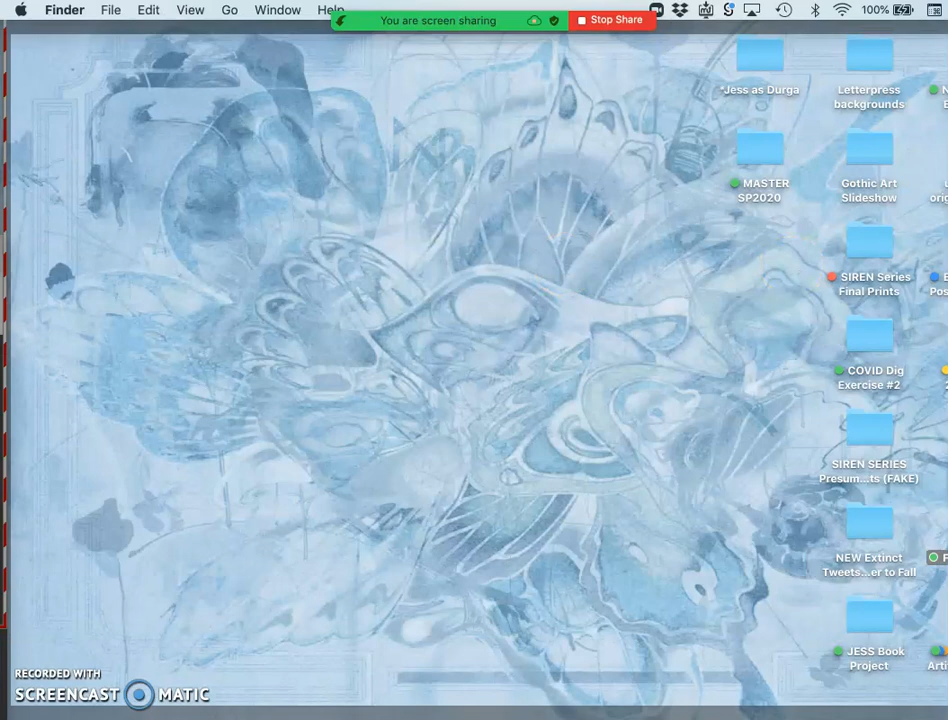 Finder File Edit View Go Window Help
You are screen sharing
Stop Share
100%
*Jess as Durga
Letterpress
backgrounds
MASTER
SP2020
Gothic Art
Slideshow
SIREN Series
Final Prints
COVID Dig
Exercise #2
SIREN SERIES
Presum...ts (FAKE)
NEW Extinct
Tweets...er to Fall
JESS Book
Project
RECORDED WITH
SCREENCAST MATIC